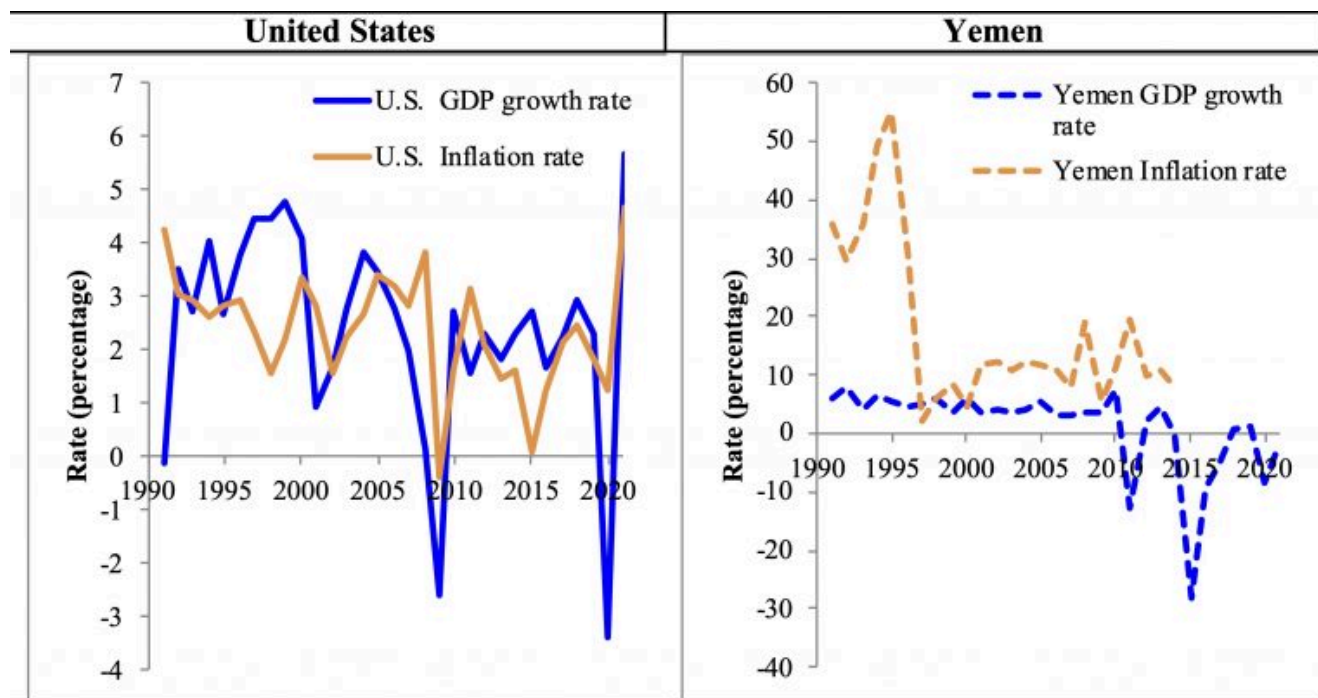 United States
Yemen
7
6
5
4
3
2
1
0
-1
-2
-3
-4
Rate (percentage)
U.S. GDP growth rate
U.S. Inflation rate
1990 1995 2000 2005 2010 2015 2020
60
50
40
30
20
10
0
-10
-20
-30
-40
Rate (percentage)
Yemen GDP growth
rate
Yemen Inflation rate
1990 1995 2000 2005 2010 2015 2020